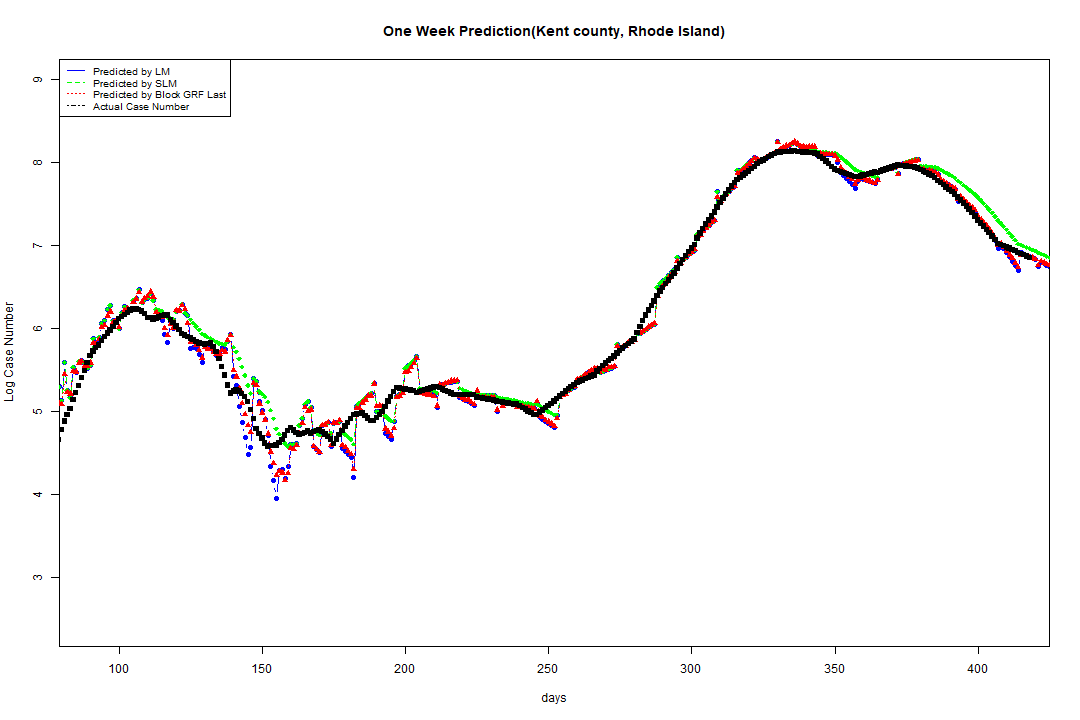 One Week Prediction(Kent county, Rhode Island)
Predicted by LM
Predicted by SLM
Predicted by Block GRF Last
Actual Case Number
Log Case Number
9
8
7
6
5
4
3
100 150 200 250 300 350 400
days